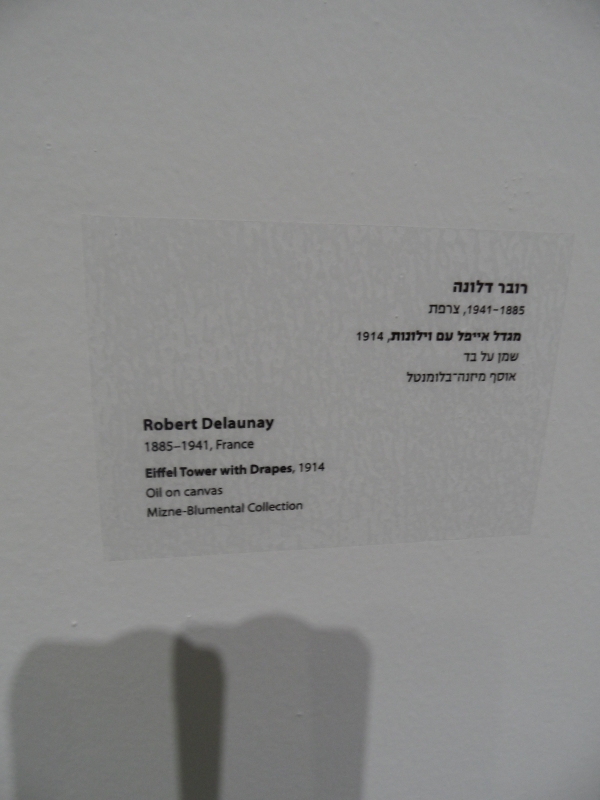 רובר דלונה
1941-1885, צרפת
מגדל אייפל עם וילונות, 1914
שמן על בד
אוסף מיזנה־בלומנטל
Robert Delaunay
1885–1941, France
Eiffel Tower with Drapes, 1914
Oil on canvas
Mizne-Blumental Collection